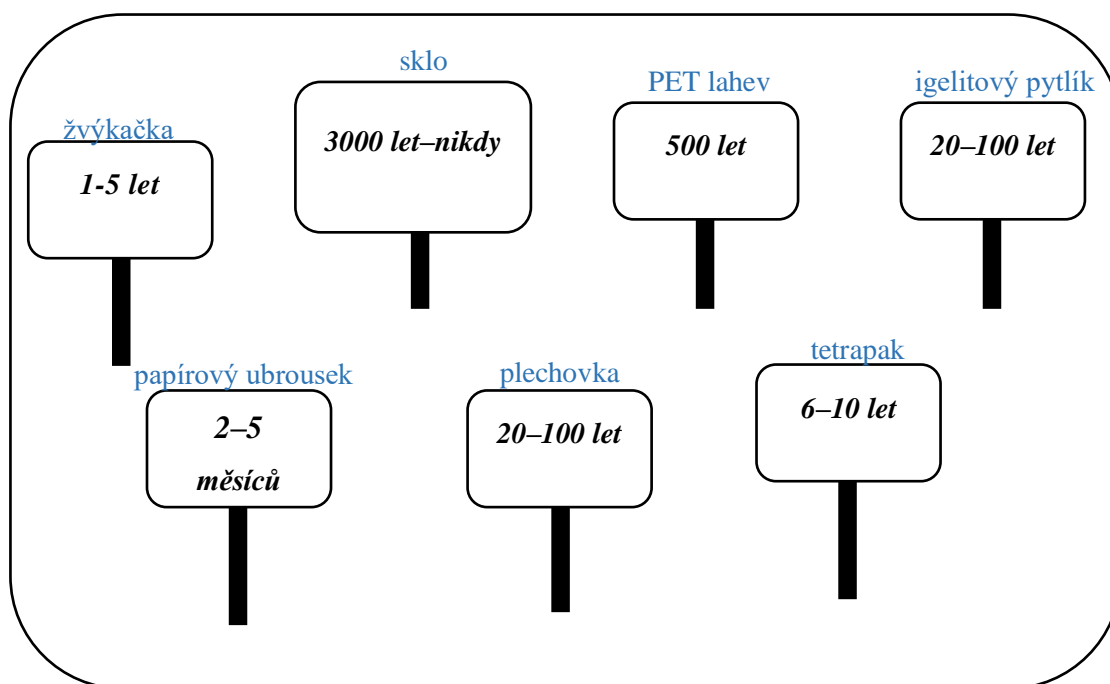 žvýkačka
1-5 let
sklo
3000 let–nikdy
PET lahev
500 let
igelitový pytlík
20–100 let
papírový ubrousek
2–5
měsíců
plechovka
20–100 let
tetrapak
6–10 let